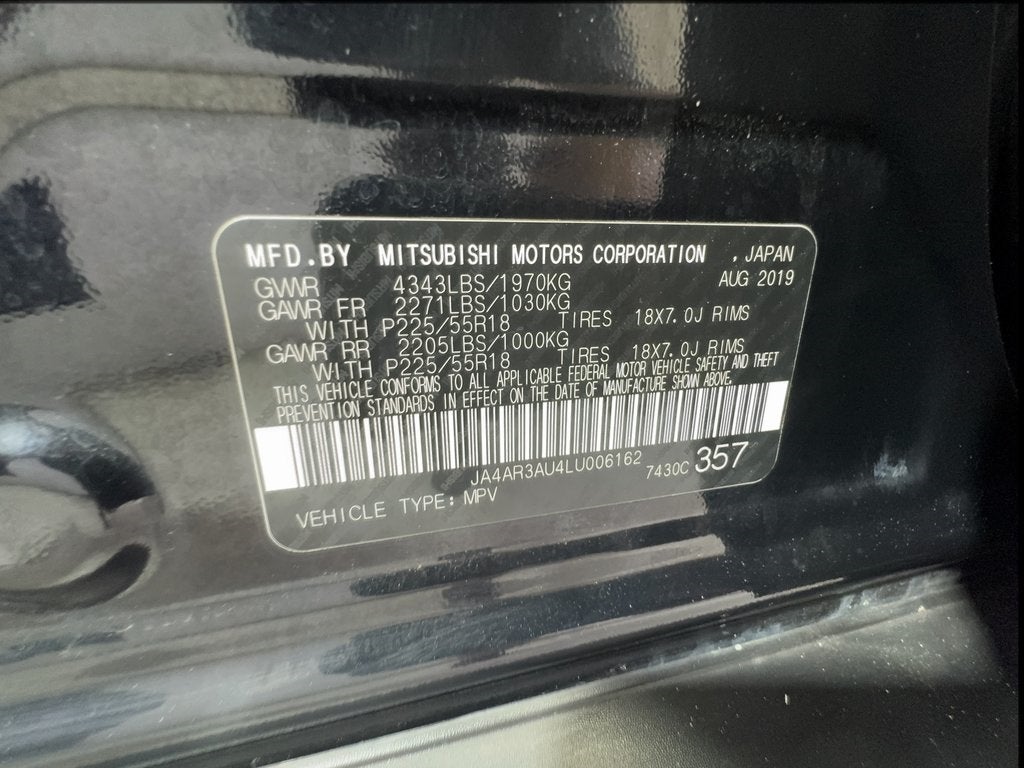 MFD.BY MITSUBISHI MOTORS CORPORATION , JAPAN
GVWR 4343LBS/1970KG AUG 2019
GAWR FR 2271LBS/1030KG
WITH P225/55R18 TIRES 18X7.0J RIMS
GAWR RR 2205LBS/1000KG
WITH P225/55R18 TIRES 18X7.0J RIMS
THIS VEHICLE CONFORMS TO ALL APPLICABLE FEDERAL MOTOR VEHICLE SAFETY AND THEFT
PREVENTION STANDARDS IN EFFECT ON THE DATE OF MANUFACTURE SHOWN ABOVE.
JA4AR3AU4LU006162 7430C 357
VEHICLE TYPE: MPV